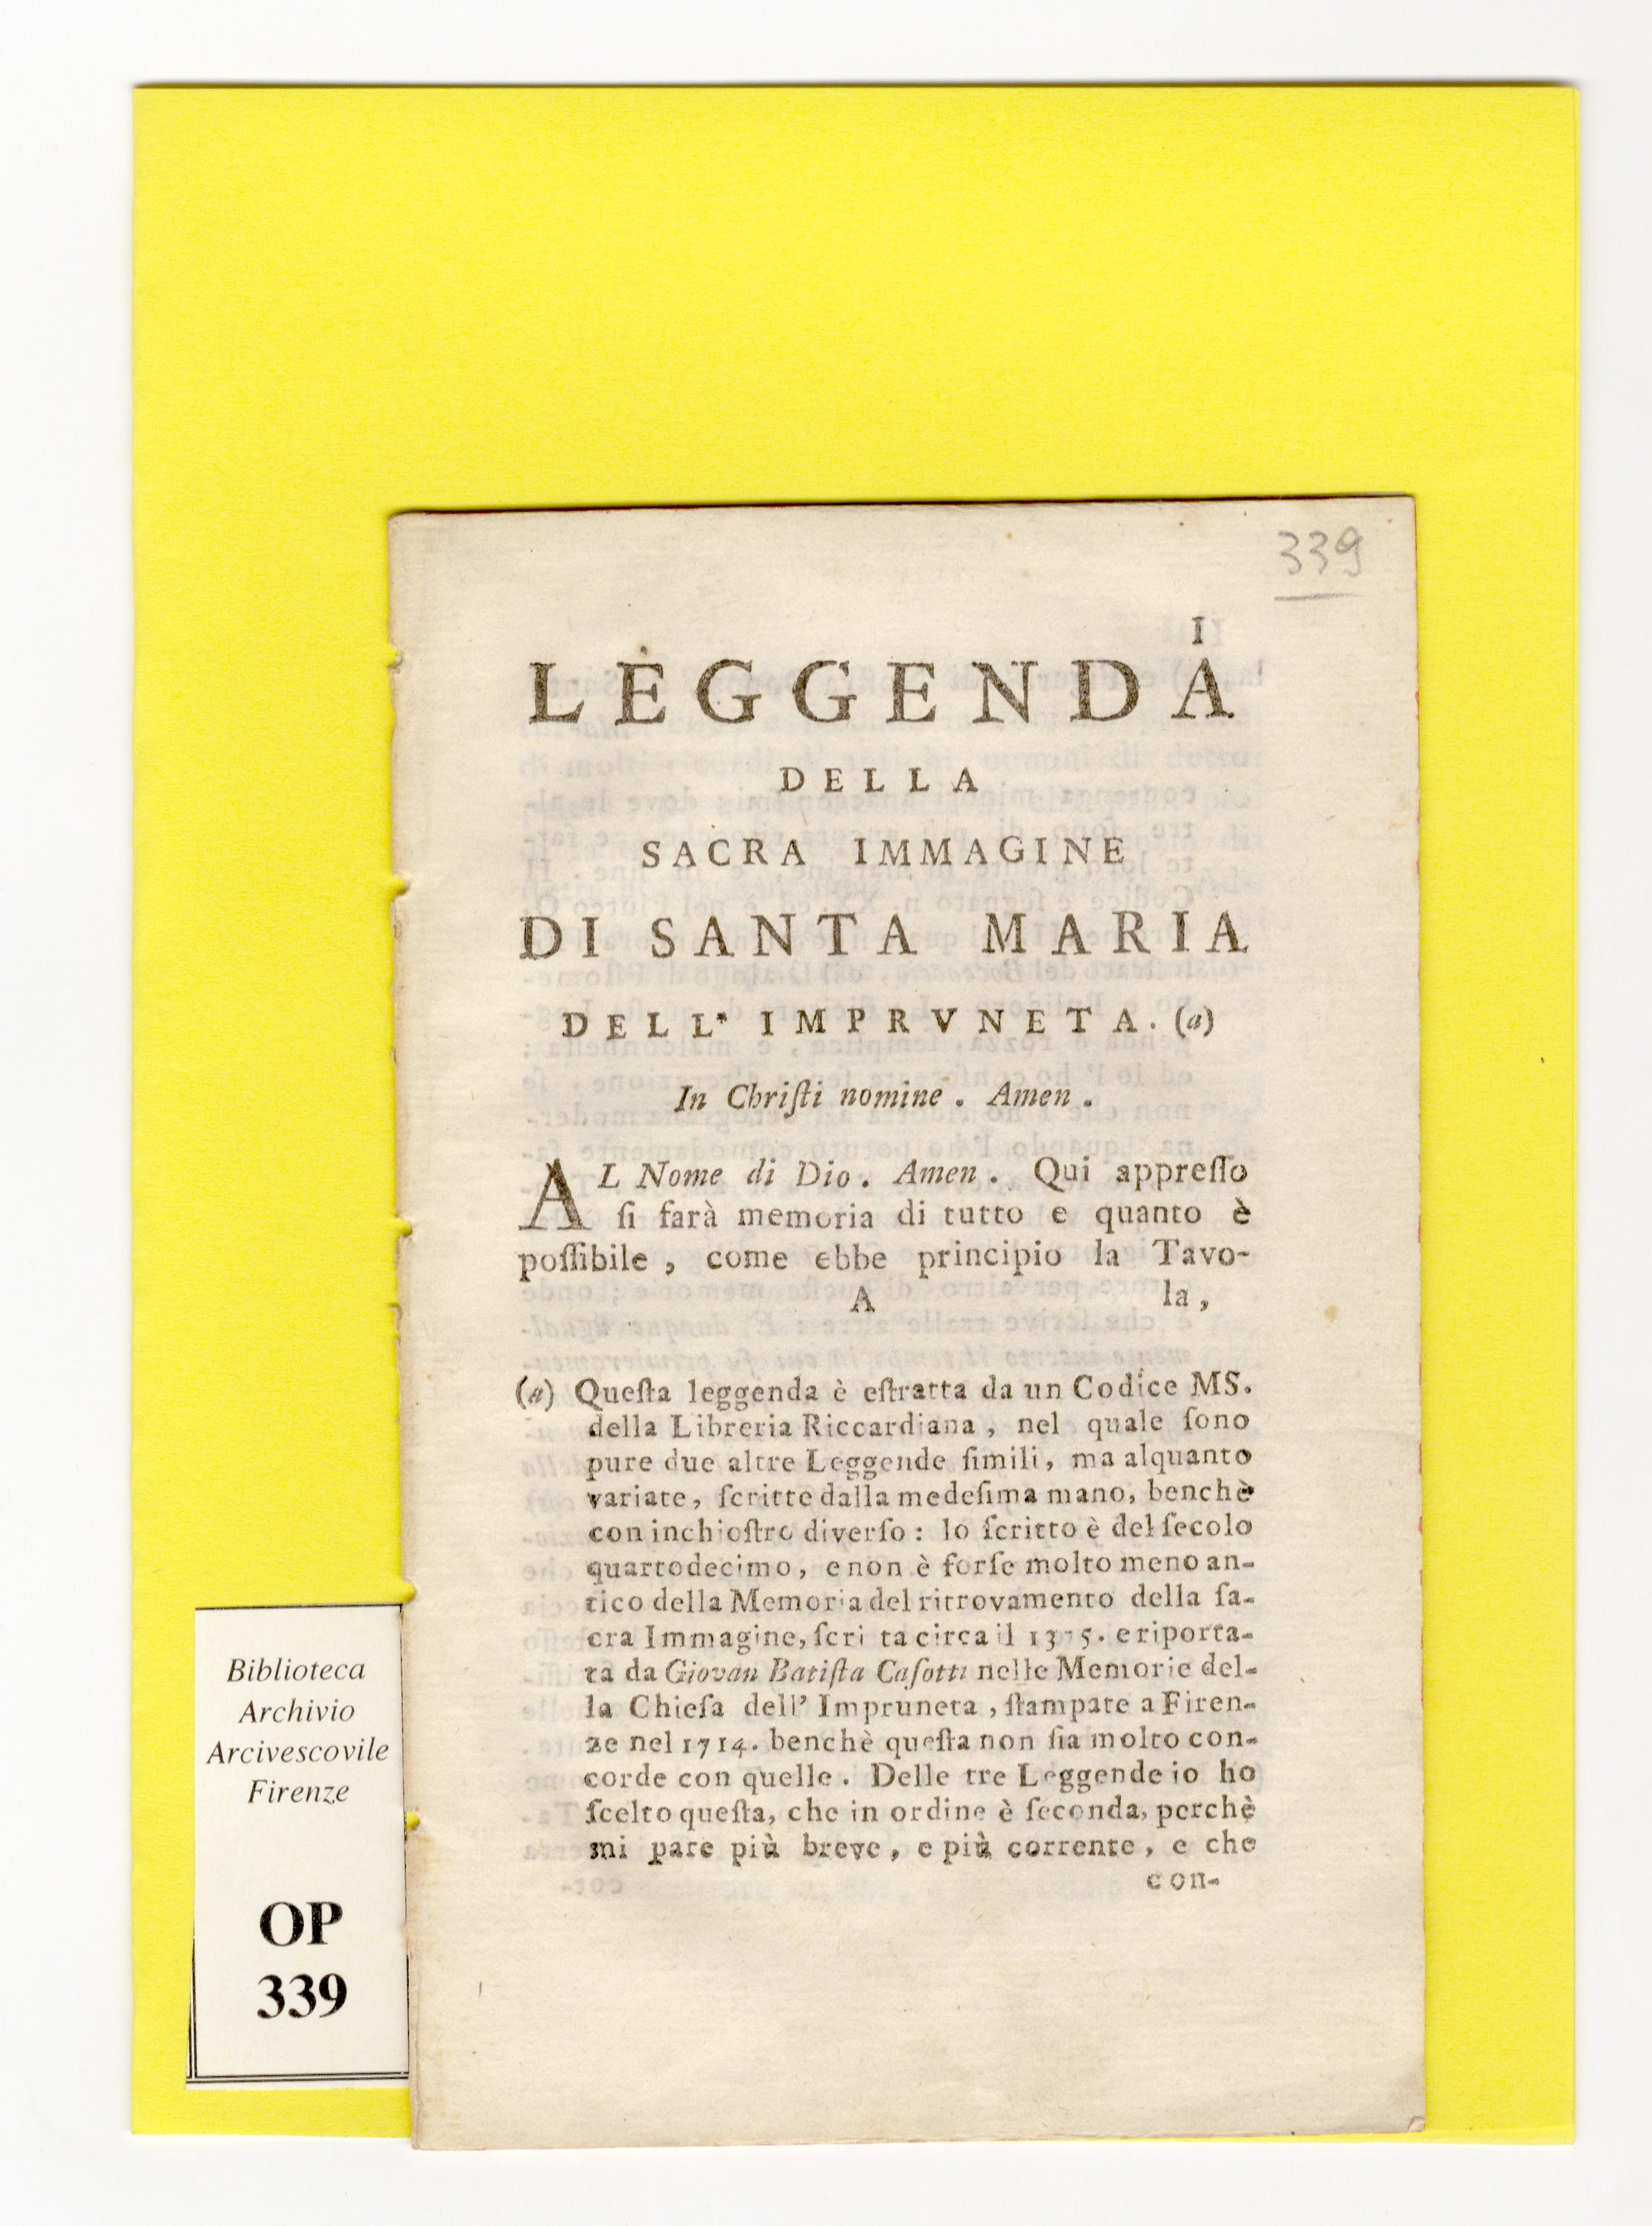 339
I
LEGGENDA
DELLA
SACRA IMMAGINE
DI SANTA MARIA
DELL' IMPRVNETA. (a)
In Chriſti nomine . Amen .
AL Nome di Dio . Amen . Qui appreſſo
ſi farà memoria di tutto e quanto è
poſſibile , come ebbe principio la Tavo-
A la ,
(a) Queſta leggenda è eſtratta da un Codice MS.
della Libreria Riccardiana , nel quale ſono
pure due altre Leggende ſimili, ma alquanto
variate, ſcritte dalla medeſima mano, benchè
con inchioſtro diverſo : lo ſcritto è del ſecolo
quartodecimo, e non è forſe molto meno an-
tico della Memoria del ritrovamento della ſa-
cra Immagine, ſcri ta circa il e riporta-
ta da Giovan Batiſta Caſotti nelle Memorie del-
la Chieſa dell' Impruneta , ſtampate a Firen-
ze nel 1714. benchè queſta non ſia molto con-
corde con quelle . Delle tre Leggende io ho
ſcelto queſta, che in ordine è ſeconda, perchè
mi pare più breve , e più corrente , e che
con-
Biblioteca
Archivio
Arcivescovile
Firenze
OP
339